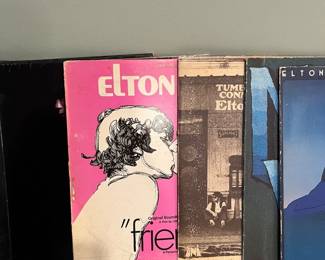 ELTON
Original Sound
"frie
TUMB
CONN
Elto
ELTON